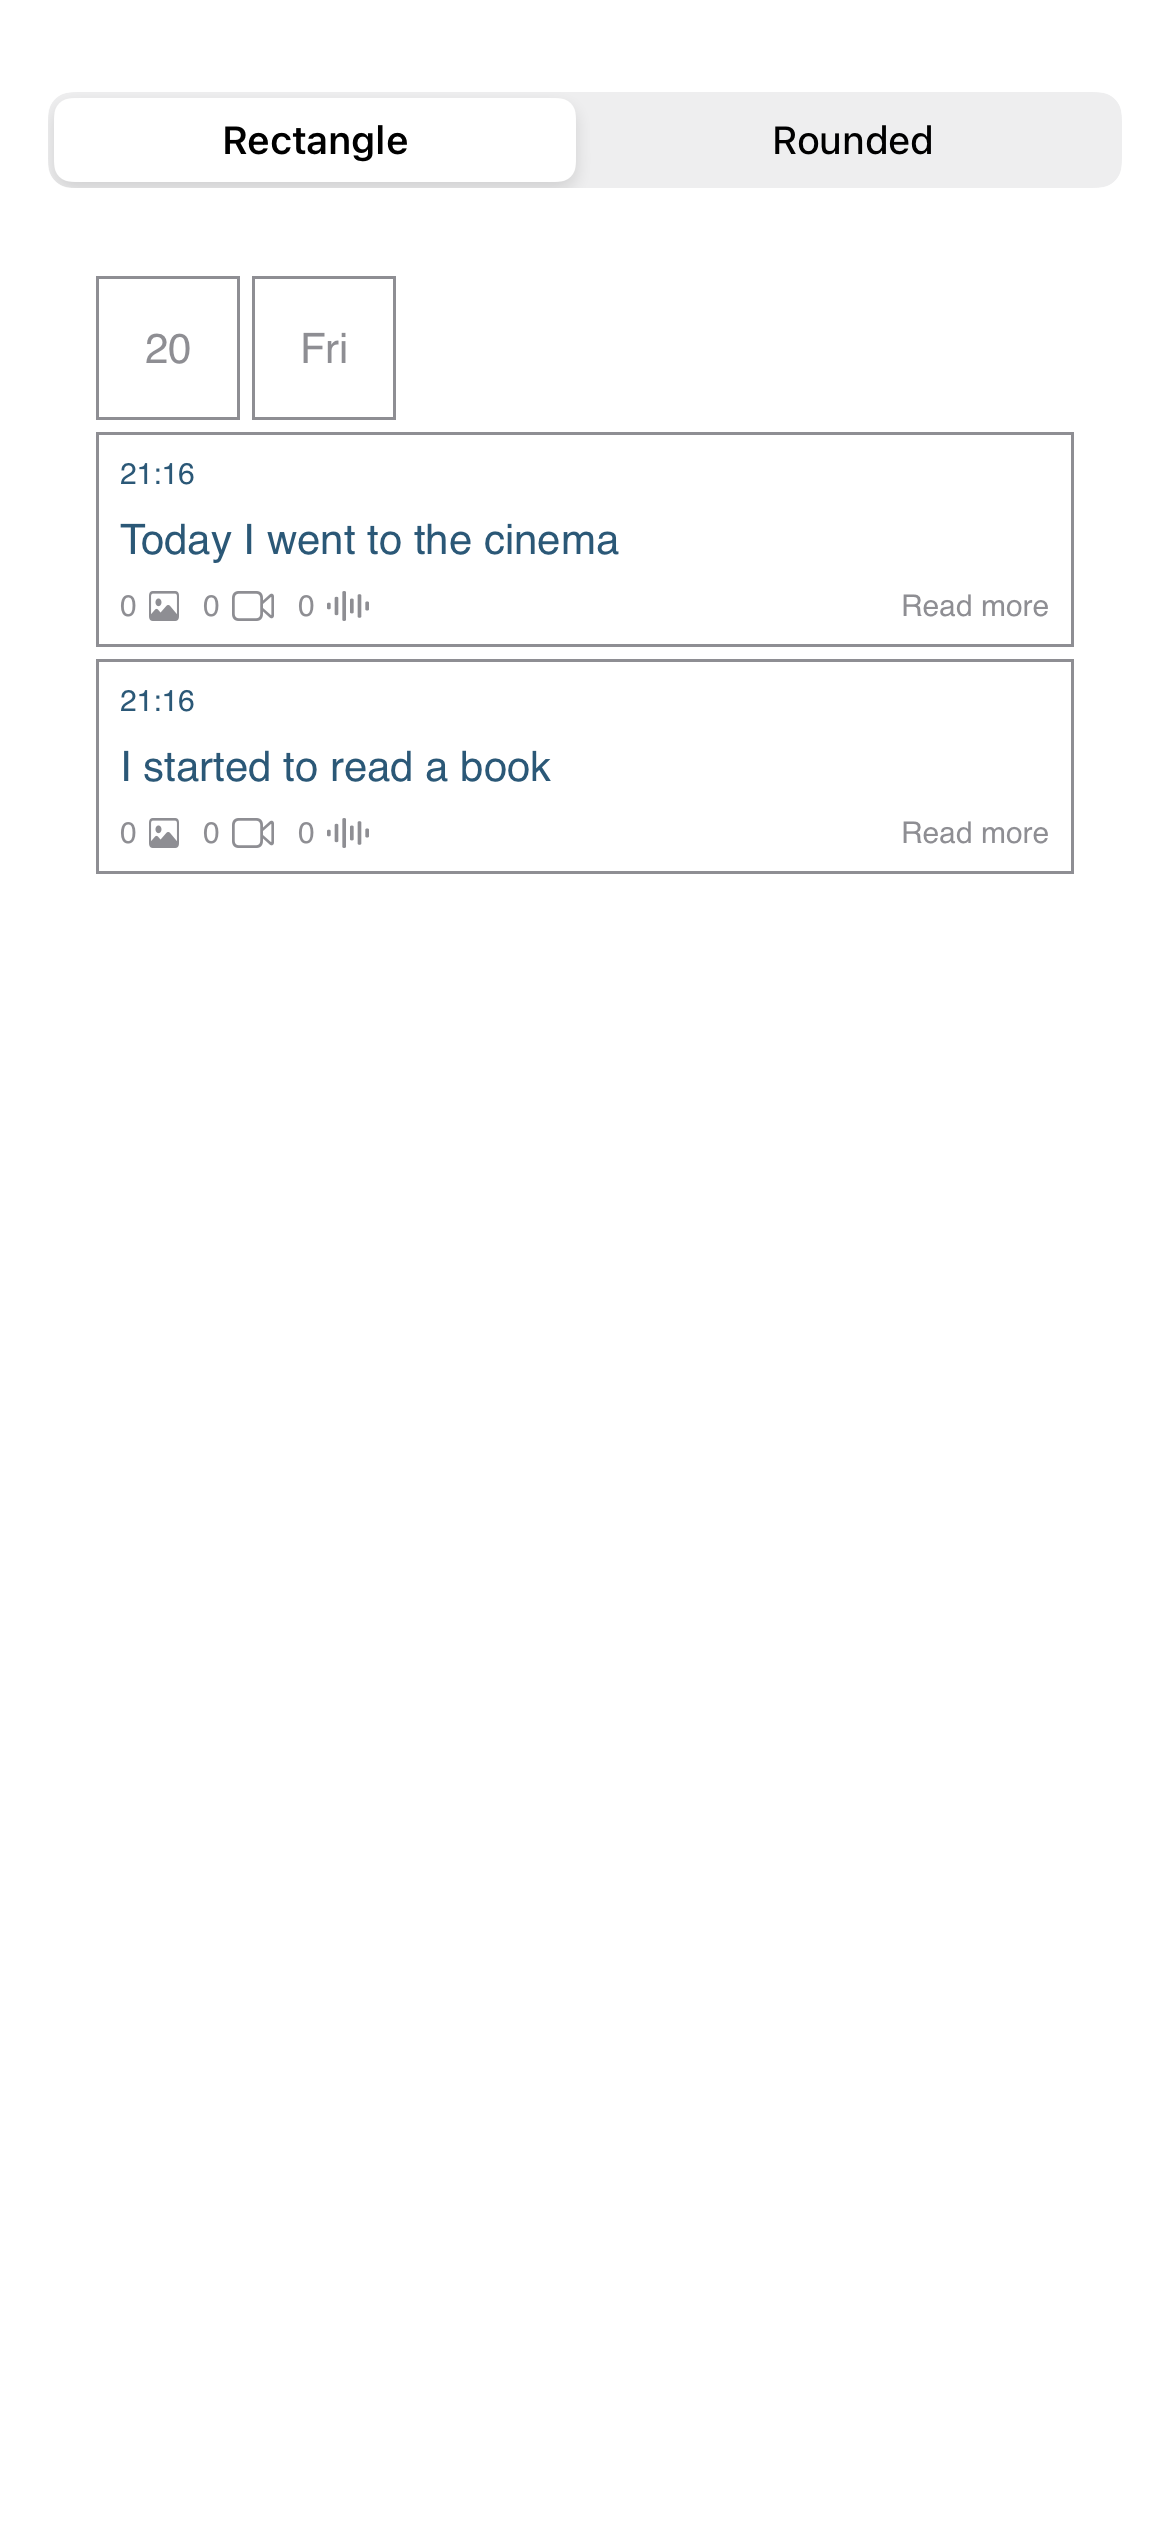 Rectangle Rounded
20 Fri
21:16
Today I went to the cinema
0 0 0 Read more
21:16
I started to read a book
0 0 0 Read more